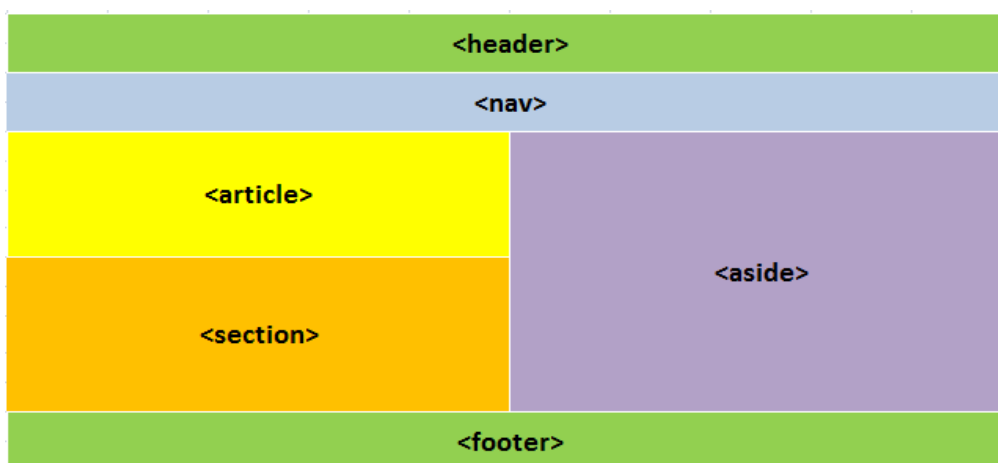 <header>
<nav>
<article>
<aside>
<section>
<footer>